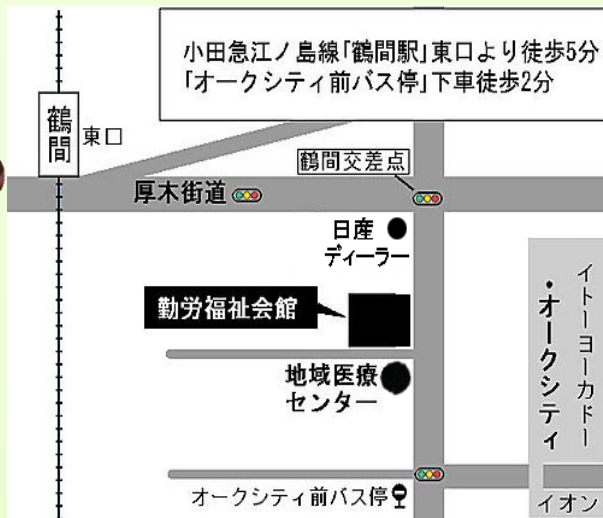 小田急江ノ島線「鶴間駅」東口より徒歩5分
「オークシティ前バス停」下車徒歩2分
鶴間
東口
鶴間交差点
厚木街道
日産
ディーラー
勤労福祉会館
地域医療
センター
イトーヨーカドー
・オークシティ
オークシティ前バス停
イオン